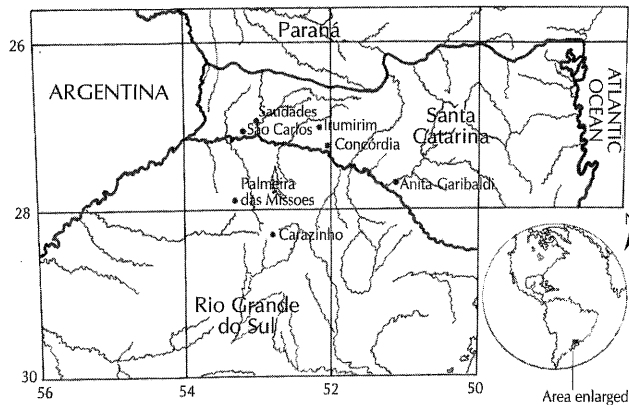 26
Paraná
ARGENTINA
ATLANTIC
OCEAN
Saudades
São Carlos
Irumirim
Concórdia
Santa
Catarina
Anita Garibaldi
Palmeira
das Missoes
28
Carazinho
Rio Grande
do Sul
30
56
54
52
50
Area enlarged